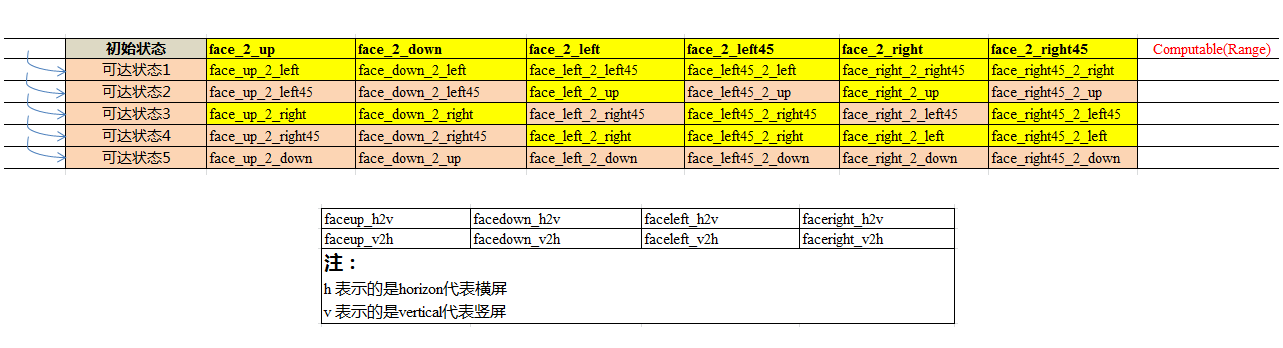 初始状态 face_2_up face_2_down face_2_left face_2_left45 face_2_right face_2_right45 Computable(Range)
可达状态1 face_up_2_left face_down_2_left face_left_2_left45 face_left45_2_left face_right_2_right45 face_right45_2_right
可达状态2 face_up_2_left45 face_down_2_left45 face_left_2_up face_left45_2_up face_right_2_up face_right45_2_up
可达状态3 face_up_2_right face_down_2_right face_left_2_right45 face_left45_2_right45 face_right_2_left45 face_right45_2_left45
可达状态4 face_up_2_right45 face_down_2_right45 face_left_2_right face_left45_2_right face_right_2_left face_right45_2_left
可达状态5 face_up_2_down face_down_2_up face_left_2_down face_left45_2_down face_right_2_down face_right45_2_down
faceup_h2v facedown_h2v faceleft_h2v faceright_h2v
faceup_v2h facedown_v2h faceleft_v2h faceright_v2h
注：
h 表示的是horizon代表横屏
v 表示的是vertical代表竖屏